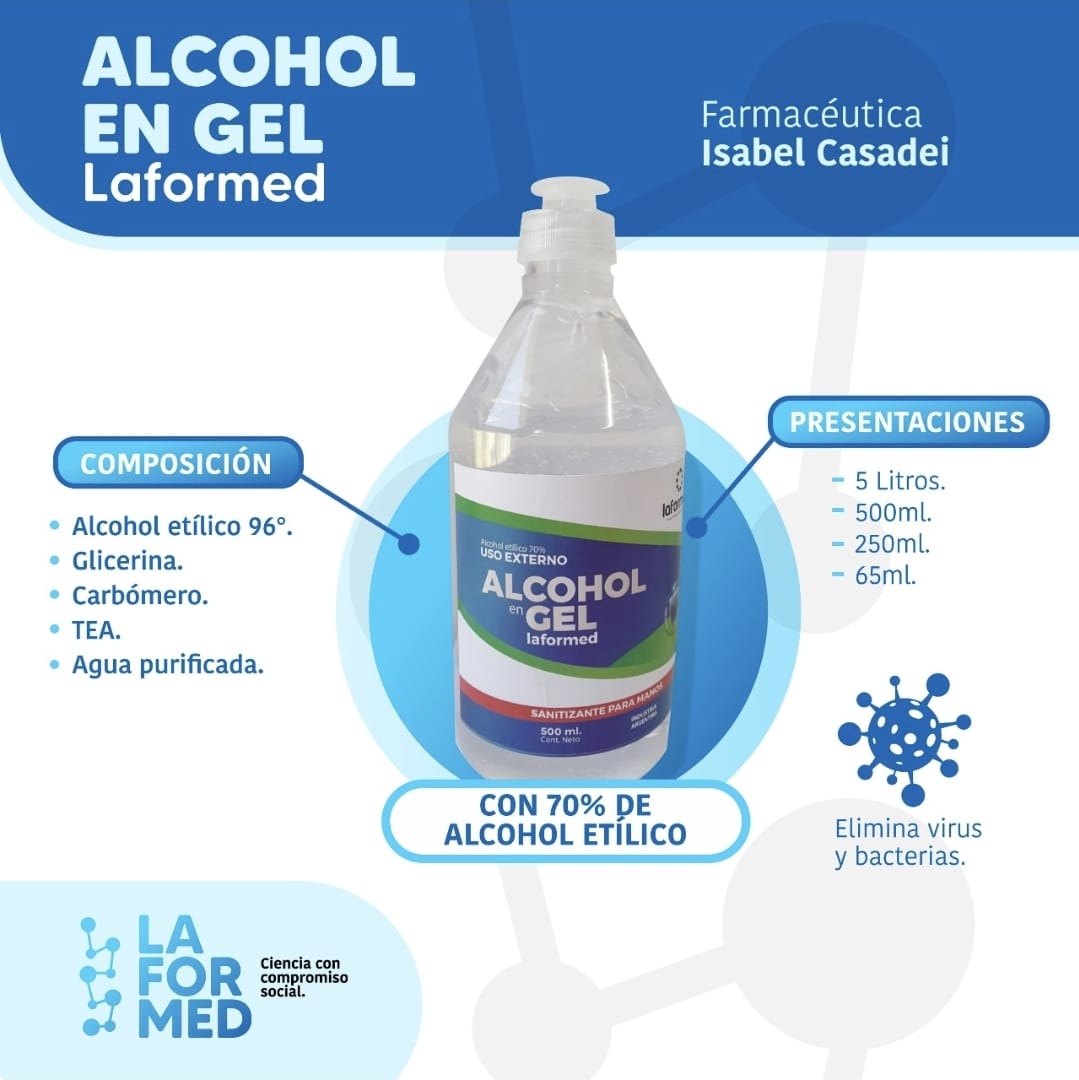 ALCOHOL
EN GEL
Laformed
Farmacéutica
Isabel Casadei
COMPOSICIÓN
• Alcohol etílico 96°.
• Glicerina.
• Carbómero.
• TEA.
• Agua purificada.
PRESENTACIONES
- 5 Litros.
- 500ml.
- 250ml.
- 65ml.
Alcohol etílico 70%
USO EXTERNO
ALCOHOL
en GEL
laformed
SANITIZANTE PARA MANOS
500 ml.
Cont. Neto
INDUSTRIA
ARGENTINA
CON 70% DE
ALCOHOL ETÍLICO
Elimina virus
y bacterias.
LA
FOR
MED
Ciencia con
compromiso
social.